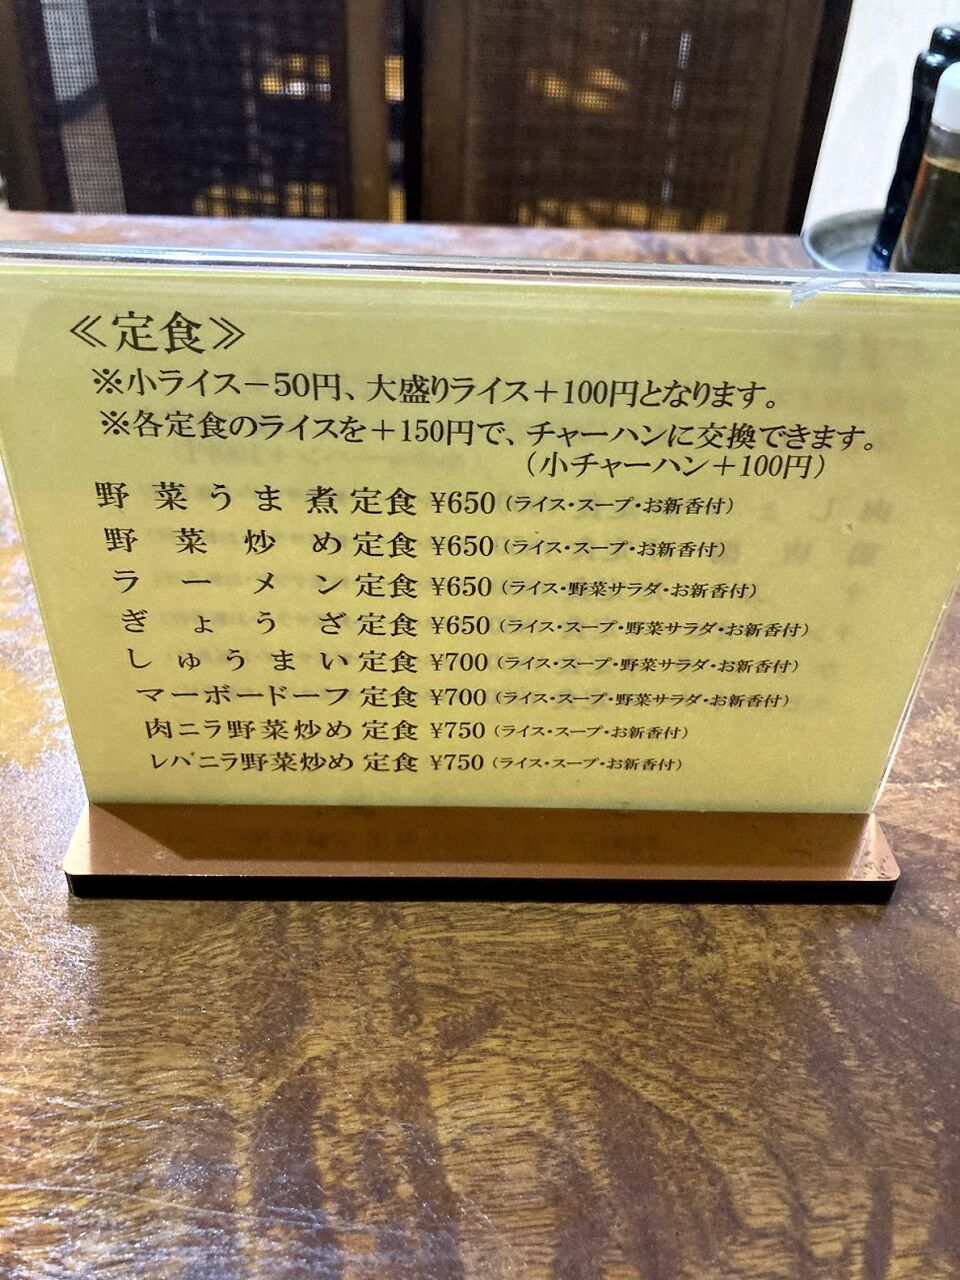 ≪定食≫
※小ライス－50円、大盛りライス＋100円となります。
※各定食のライスを＋150円で、チャーハンに交換できます。
（小チャーハン＋100円）
野菜うま煮定食 ¥650（ライス・スープ・お新香付）
野菜炒め定食 ¥650（ライス・スープ・お新香付）
ラーメン定食 ¥650（ライス・野菜サラダ・お新香付）
ぎょうざ定食 ¥650（ライス・スープ・野菜サラダ・お新香付）
しゅうまい定食 ¥700（ライス・スープ・野菜サラダ・お新香付）
マーボードーフ定食 ¥700（ライス・スープ・野菜サラダ・お新香付）
肉ニラ野菜炒め定食 ¥750（ライス・スープ・お新香付）
レバニラ野菜炒め定食 ¥750（ライス・スープ・お新香付）